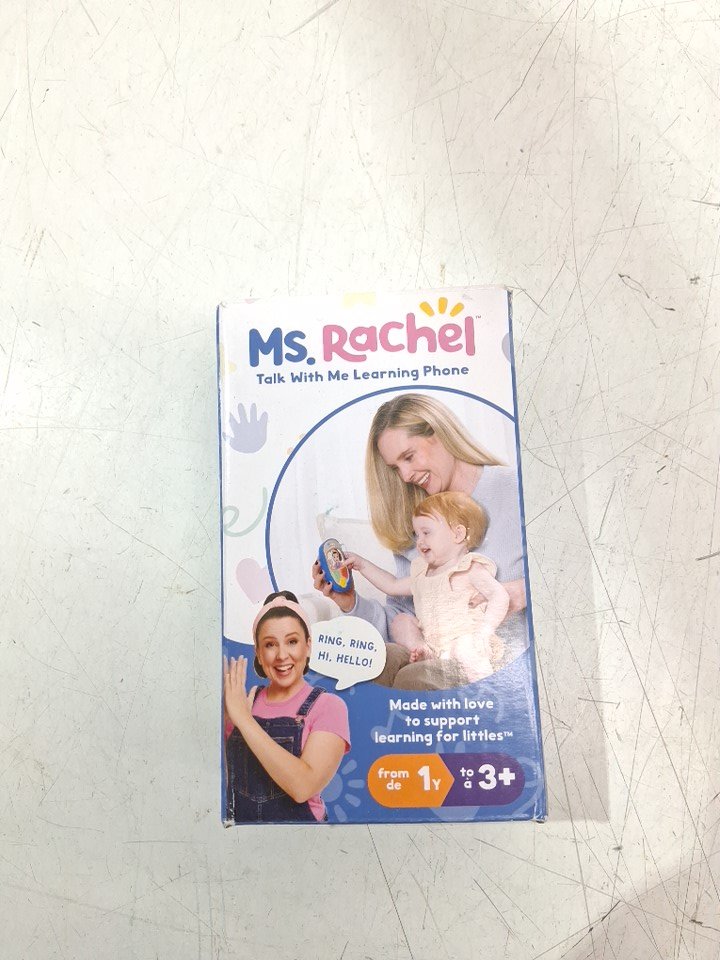 Ms. Rachel™
Talk With Me Learning Phone
RING, RING,
HI, HELLO!
Made with love
to support
learning for littles™
from
de
1Y
to
à
3+